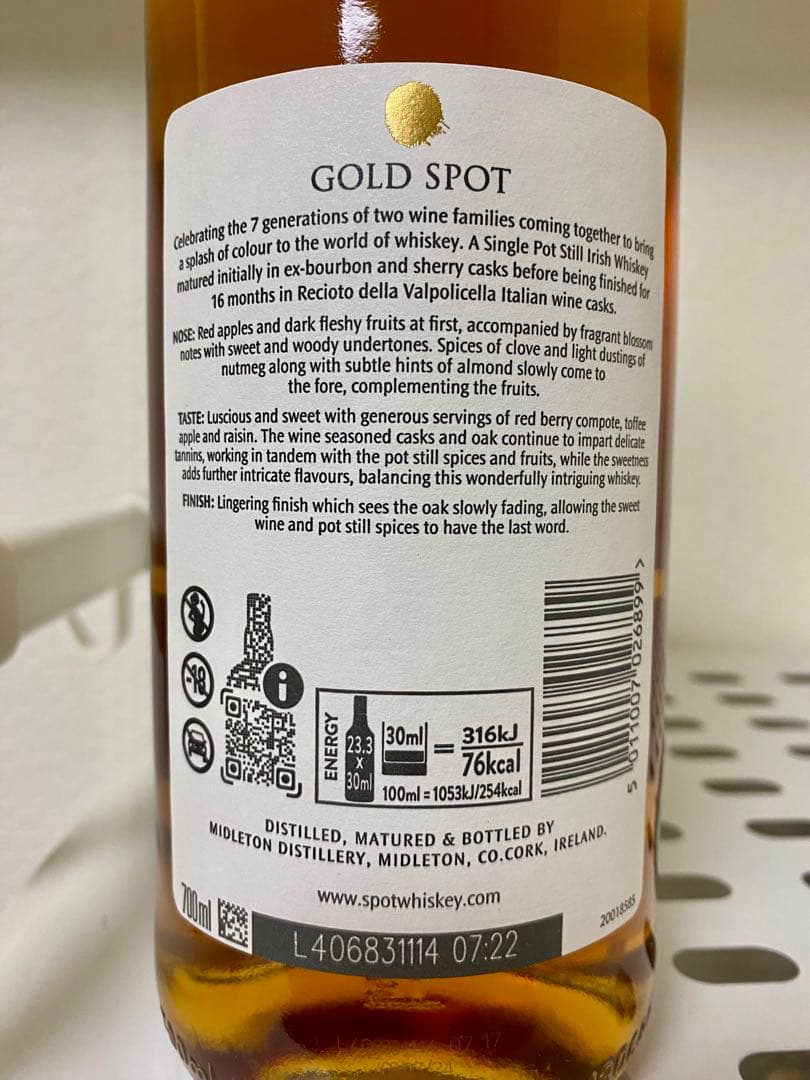 GOLD SPOT
Celebrating the 7 generations of two wine families coming together to bring
a splash of colour to the world of whiskey. A Single Pot Still Irish Whiskey
matured initially in ex-bourbon and sherry casks before being finished for
16 months in Recioto della Valpolicella Italian wine casks.
NOSE: Red apples and dark fleshy fruits at first, accompanied by fragrant blossom
notes with sweet and woody undertones. Spices of clove and light dustings of
nutmeg along with subtle hints of almond slowly come to
the fore, complementing the fruits.
TASTE: Luscious and sweet with generous servings of red berry compote, toffee
apple and raisin. The wine seasoned casks and oak continue to impart delicate
tannins, working in tandem with the pot still spices and fruits, while the sweetness
adds further intricate flavours, balancing this wonderfully intriguing whiskey.
FINISH: Lingering finish which sees the oak slowly fading, allowing the sweet
wine and pot still spices to have the last word.
-18
i
ENERGY
23.3
x
30ml
30ml
=
316kJ
76kcal
100ml = 1053kJ/254kcal
5 011007 026899 >
DISTILLED, MATURED & BOTTLED BY
MIDLETON DISTILLERY, MIDLETON, CO.CORK, IRELAND.
www.spotwhiskey.com
700ml
20018585
L406831114 07:22